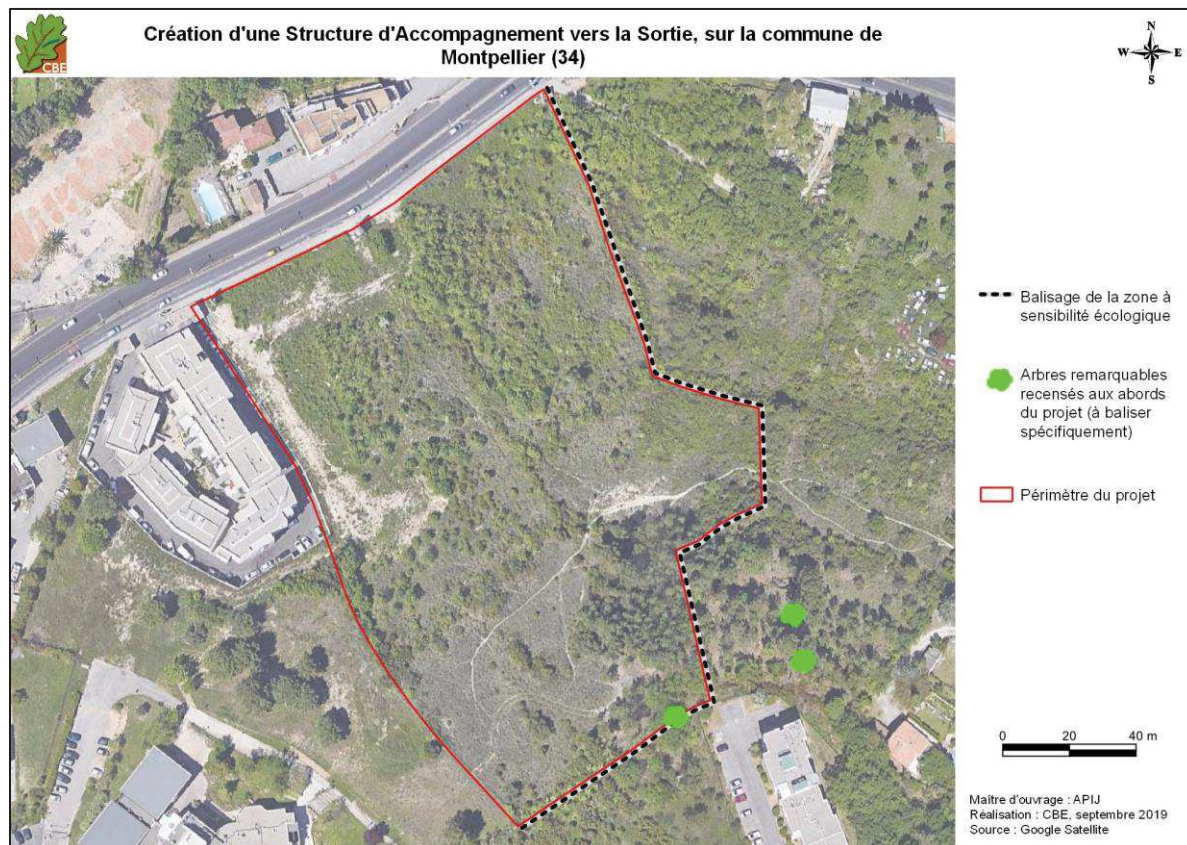 Création d'une Structure d'Accompagnement vers la Sortie, sur la commune de
Montpellier (34)
CBE
N
W
E
S
Balisage de la zone à
sensibilité écologique
Arbres remarquables
recensés aux abords
du projet (à baliser
spécifiquement)
Périmètre du projet
0 20 40 m
Maître d'ouvrage : APIJ
Réalisation : CBE, septembre 2019
Source : Google Satellite